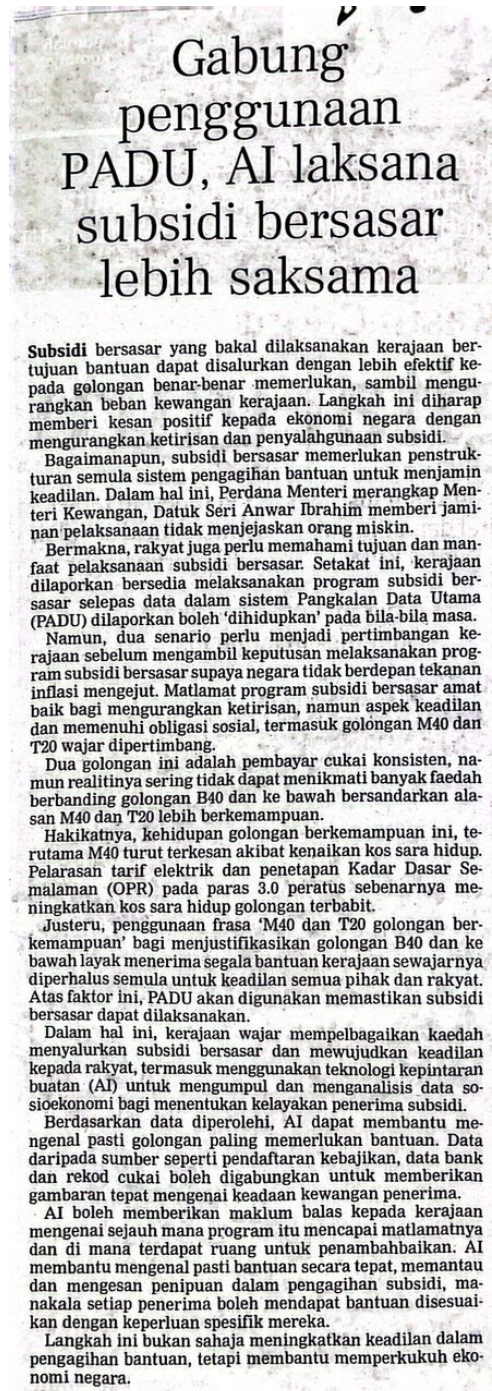 Gabung
penggunaan
PADU, AI laksana
subsidi bersasar
lebih saksama
Subsidi bersasar yang bakal dilaksanakan kerajaan ber-
tujuan bantuan dapat disalurkan dengan lebih efektif ke-
pada golongan benar-benar memerlukan, sambil mengu-
rangkan beban kewangan kerajaan. Langkah ini diharap
memberi kesan positif kepada ekonomi negara dengan
mengurangkan ketirisan dan penyalahgunaan subsidi.
Bagaimanapun, subsidi bersasar memerlukan penstruk-
turan semula sistem pengagihan bantuan untuk menjamin
keadilan. Dalam hal ini, Perdana Menteri merangkap Men-
teri Kewangan, Datuk Seri Anwar Ibrahim memberi jami-
nan pelaksanaan tidak menjejaskan orang miskin.
Bermakna, rakyat juga perlu memahami tujuan dan man-
faat pelaksanaan subsidi bersasar. Setakat ini, kerajaan
dilaporkan bersedia melaksanakan program subsidi ber-
sasar selepas data dalam sistem Pangkalan Data Utama
(PADU) dilaporkan boleh ‘dihidupkan’ pada bila-bila masa.
Namun, dua senario perlu menjadi pertimbangan ke-
rajaan sebelum mengambil keputusan melaksanakan prog-
ram subsidi bersasar supaya negara tidak berdepan tekanan
inflasi mengejut. Matlamat program subsidi bersasar amat
baik bagi mengurangkan ketirisan, namun aspek keadilan
dan memenuhi obligasi sosial, termasuk golongan M40 dan
T20 wajar dipertimbang.
Dua golongan ini adalah pembayar cukai konsisten, na-
mun realitinya sering tidak dapat menikmati banyak faedah
berbanding golongan B40 dan ke bawah bersandarkan ala-
san M40 dan T20 lebih berkemampuan.
Hakikatnya, kehidupan golongan berkemampuan ini, te-
rutama M40 turut terkesan akibat kenaikan kos sara hidup.
Pelarasan tarif elektrik dan penetapan Kadar Dasar Se-
malaman (OPR) pada paras 3.0 peratus sebenarnya me-
ningkatkan kos sara hidup golongan terbabit.
Justeru, penggunaan frasa ‘M40 dan T20 golongan ber-
kemampuan’ bagi menjustifikasikan golongan B40 dan ke
bawah layak menerima segala bantuan kerajaan sewajarnya
diperhalus semula untuk keadilan semua pihak dan rakyat.
Atas faktor ini, PADU akan digunakan memastikan subsidi
bersasar dapat dilaksanakan.
Dalam hal ini, kerajaan wajar mempelbagaikan kaedah
menyalurkan subsidi bersasar dan mewujudkan keadilan
kepada rakyat, termasuk menggunakan teknologi kepintaran
buatan (AI) untuk mengumpul dan menganalisis data so-
sioekonomi bagi menentukan kelayakan penerima subsidi.
Berdasarkan data diperolehi, AI dapat membantu me-
ngenal pasti golongan paling memerlukan bantuan. Data
daripada sumber seperti pendaftaran kebajikan, data bank
dan rekod cukai boleh digabungkan untuk memberikan
gambaran tepat mengenai keadaan kewangan penerima.
AI boleh memberikan maklum balas kepada kerajaan
mengenai sejauh mana program itu mencapai matlamatnya
dan di mana terdapat ruang untuk penambahbaikan. AI
membantu mengenal pasti bantuan secara tepat, memantau
dan mengesan penipuan dalam pengagihan subsidi, ma-
nakala setiap penerima boleh mendapat bantuan disesuai-
kan dengan keperluan spesifik mereka.
Langkah ini bukan sahaja meningkatkan keadilan dalam
pengagihan bantuan, tetapi membantu memperkukuh eko-
nomi negara.